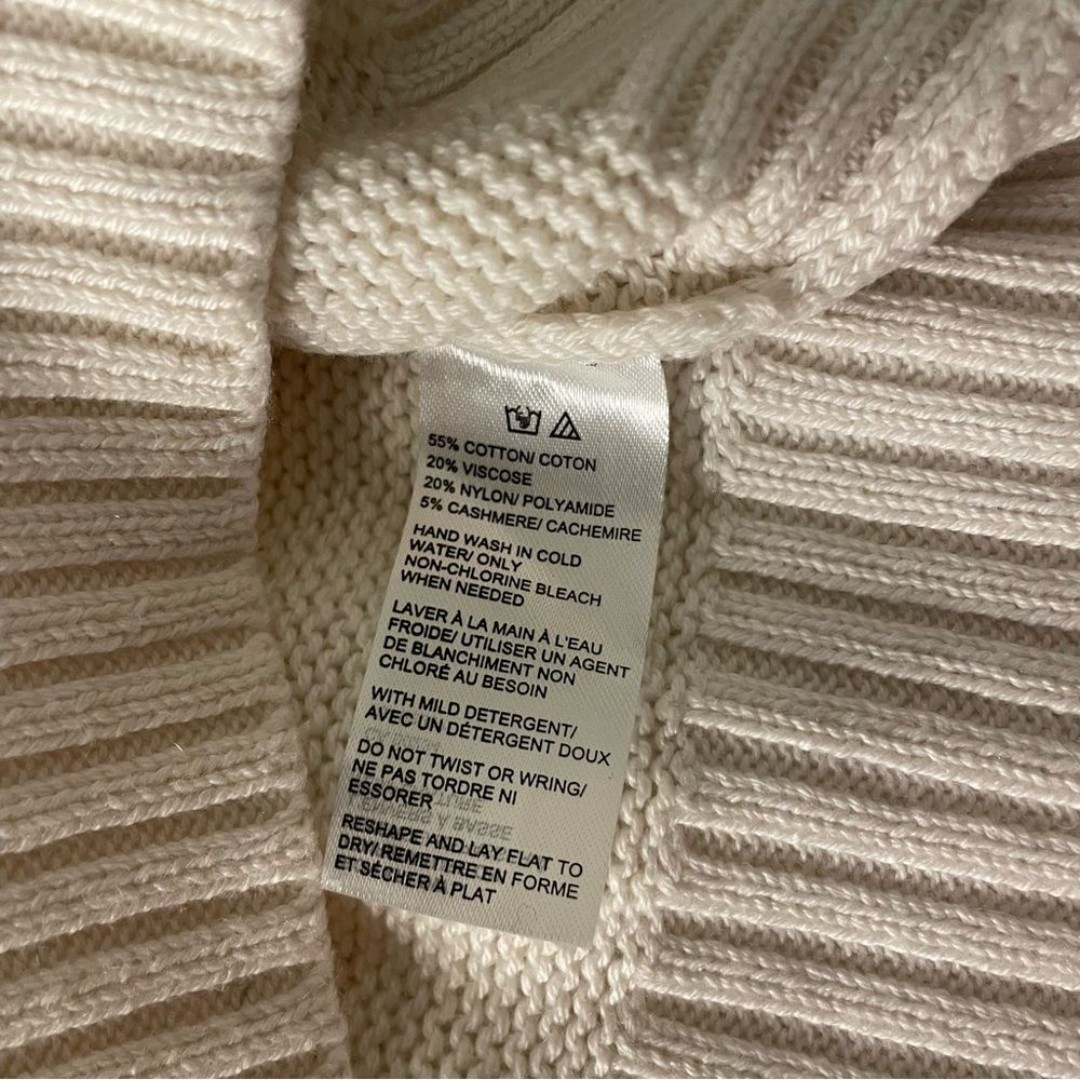 55% COTTON/ COTON
20% VISCOSE
20% NYLON/ POLYAMIDE
5% CASHMERE/ CACHEMIRE
HAND WASH IN COLD
WATER/ ONLY
NON-CHLORINE BLEACH
WHEN NEEDED
LAVER À LA MAIN À L'EAU
FROIDE/ UTILISER UN AGENT
DE BLANCHIMENT NON
CHLORÉ AU BESOIN
WITH MILD DETERGENT/
AVEC UN DÉTERGENT DOUX
DO NOT TWIST OR WRING/
NE PAS TORDRE NI
ESSORER
RESHAPE AND LAY FLAT TO
DRY/ REMETTRE EN FORME
ET SÉCHER À PLAT